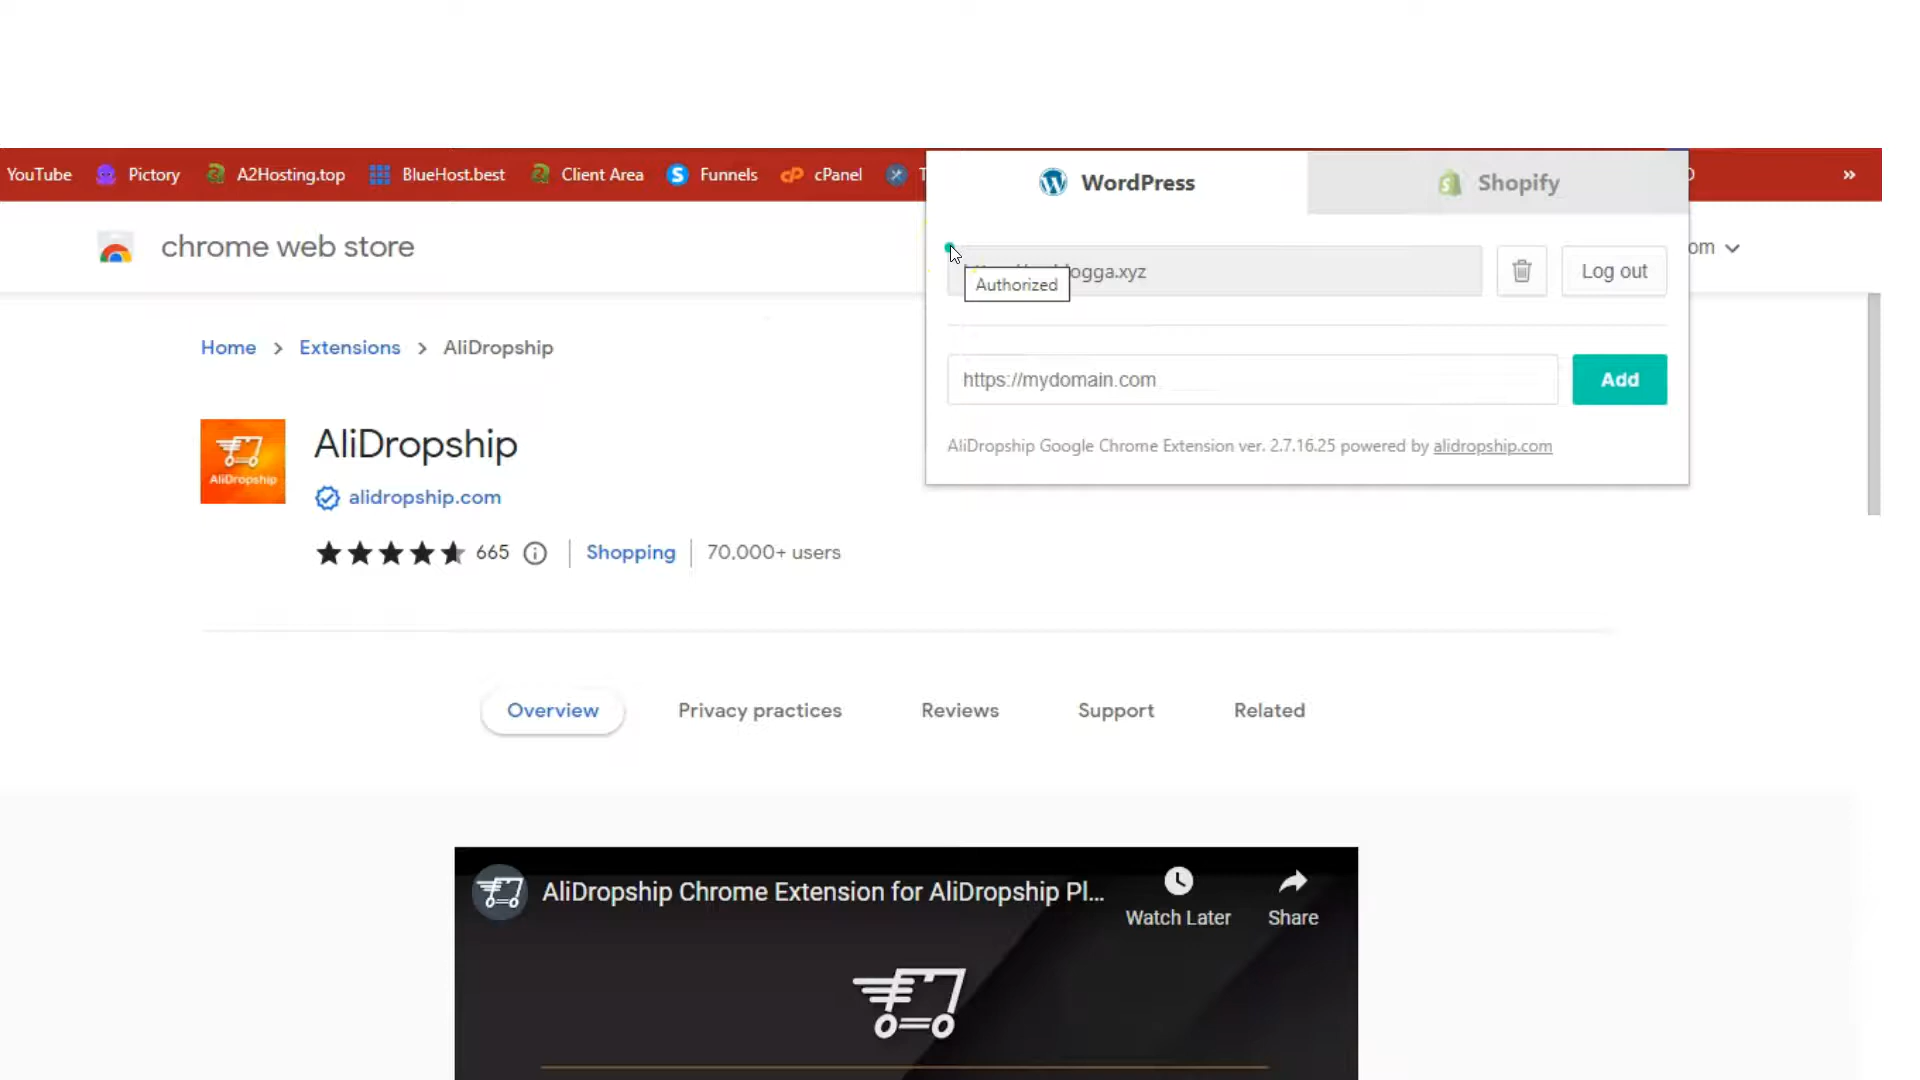 YouTube Pictory A2Hosting.top BlueHost.best Client Area Funnels cPanel
WordPress Shopify
chrome web store
ogga.xyz Log out
Authorized
Home > Extensions > AliDropship
https://mydomain.com Add
AliDropship
AliDropship
AliDropship Google Chrome Extension ver. 2.7.16.25 powered by alidropship.com
alidropship.com
665 Shopping 70,000+ users
Overview Privacy practices Reviews Support Related
AliDropship Chrome Extension for AliDropship Pl... Watch Later Share